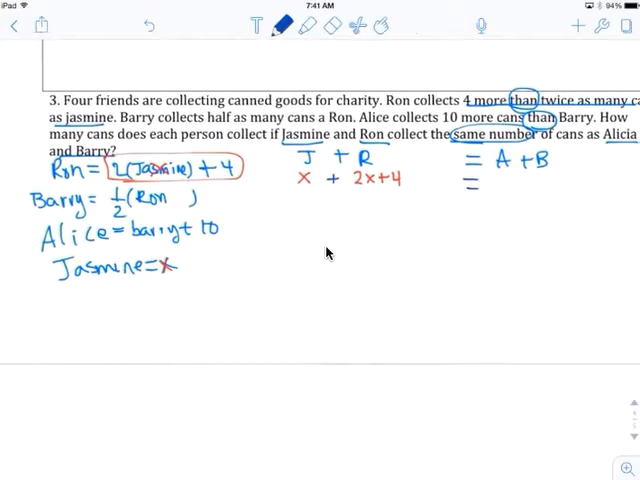 iPad
7:41 AM
94%
3. Four friends are collecting canned goods for charity. Ron collects 4 more than twice as many ca
as jasmine. Barry collects half as many cans a Ron. Alice collects 10 more cans than Barry. How
many cans does each person collect if Jasmine and Ron collect the same number of cans as Alicia
and Barry?
Ron = 2(Jasmine) + 4
J + R = A + B
x + 2x+4 =
Barry = 1/2 (Ron )
Alice = barry + 10
Jasmine = x